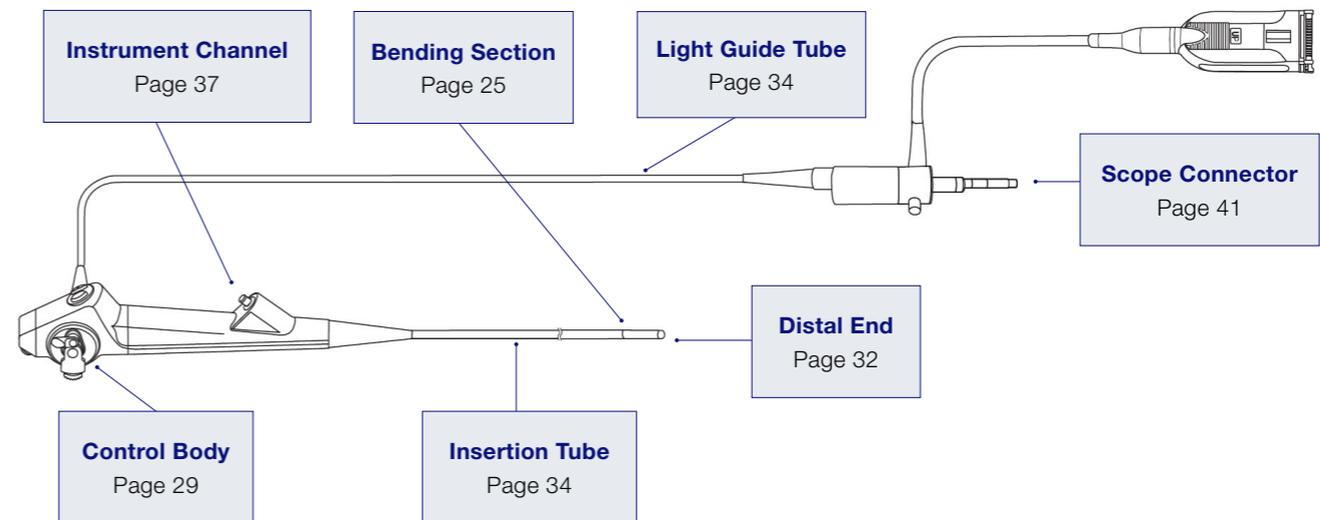 Instrument Channel
Page 37
Bending Section
Page 25
Light Guide Tube
Page 34
Scope Connector
Page 41
Distal End
Page 32
Control Body
Page 29
Insertion Tube
Page 34